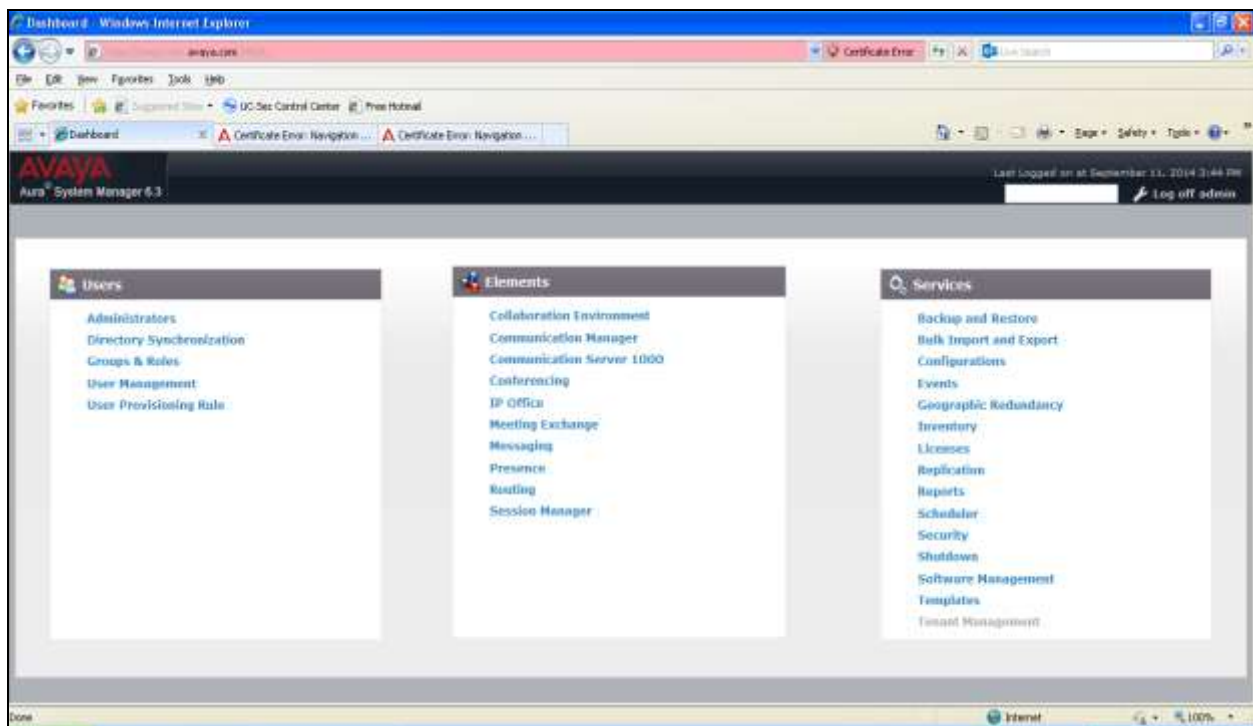 Dashboard - Windows Internet Explorer
avaya.com
Certificate Error
Live Search
File Edit View Favorites Tools Help
Favorites
UC-Sec Control Center
Free Hotmail
Dashboard
Certificate Error: Navigation ...
Certificate Error: Navigation ...
Page
Safety
Tools
AVAYA
Aura® System Manager 6.3
Last Logged on at September 11, 2014 3:44 PM
Log off admin
Users
Administrators
Directory Synchronization
Groups & Roles
User Management
User Provisioning Rule
Elements
Collaboration Environment
Communication Manager
Communication Server 1000
Conferencing
IP Office
Meeting Exchange
Messaging
Presence
Routing
Session Manager
Services
Backup and Restore
Bulk Import and Export
Configurations
Events
Geographic Redundancy
Inventory
Licenses
Replication
Reports
Scheduler
Security
Shutdown
Software Management
Templates
Tenant Management
Done
Internet
100%